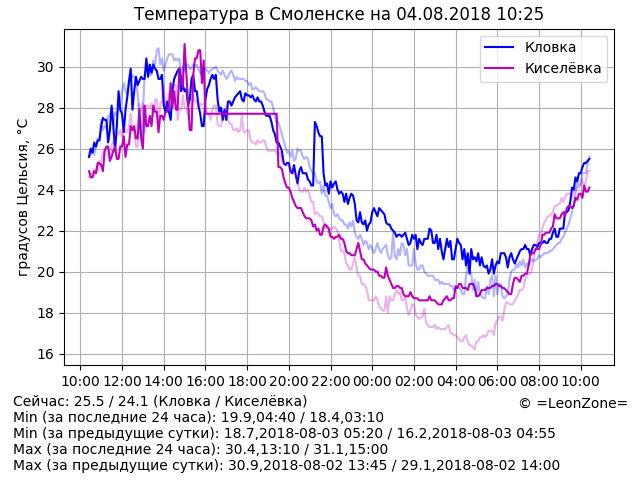 Температура в Смоленске на 04.08.2018 10:25
Кловка
Киселёвка
градусов Цельсия, °C
30
28
26
24
22
20
18
16
10:00 12:00 14:00 16:00 18:00 20:00 22:00 00:00 02:00 04:00 06:00 08:00 10:00
Сейчас: 25.5 / 24.1 (Кловка / Киселёвка)
© =LeonZone=
Min (за последние 24 часа): 19.9,04:40 / 18.4,03:10
Min (за предыдущие сутки): 18.7,2018-08-03 05:20 / 16.2,2018-08-03 04:55
Max (за последние 24 часа): 30.4,13:10 / 31.1,15:00
Max (за предыдущие сутки): 30.9,2018-08-02 13:45 / 29.1,2018-08-02 14:00